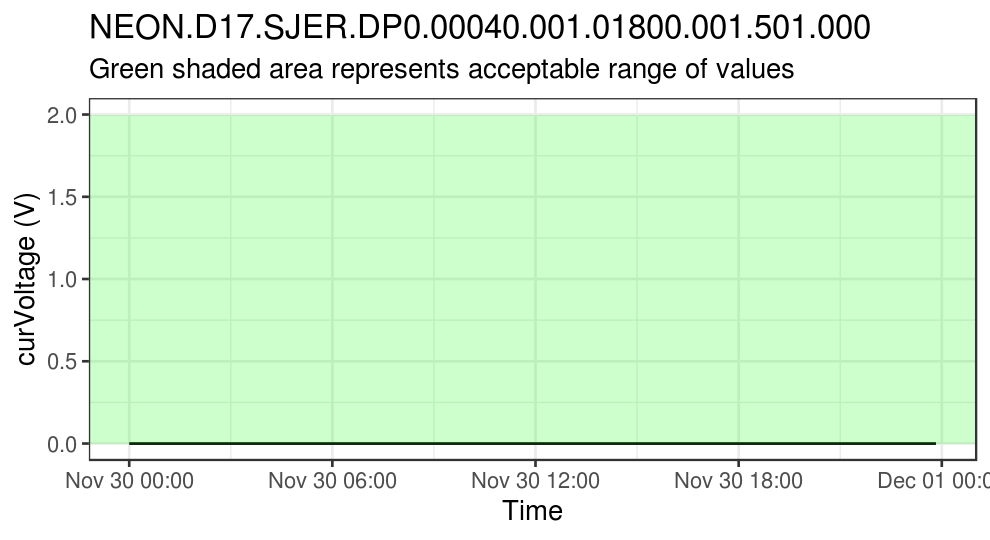 NEON.D17.SJER.DP0.00040.001.01800.001.501.000
Green shaded area represents acceptable range of values
2.0
1.5
1.0
0.5
0.0
curVoltage (V)
Nov 30 00:00 Nov 30 06:00 Nov 30 12:00 Nov 30 18:00 Dec 01 00:0
Time